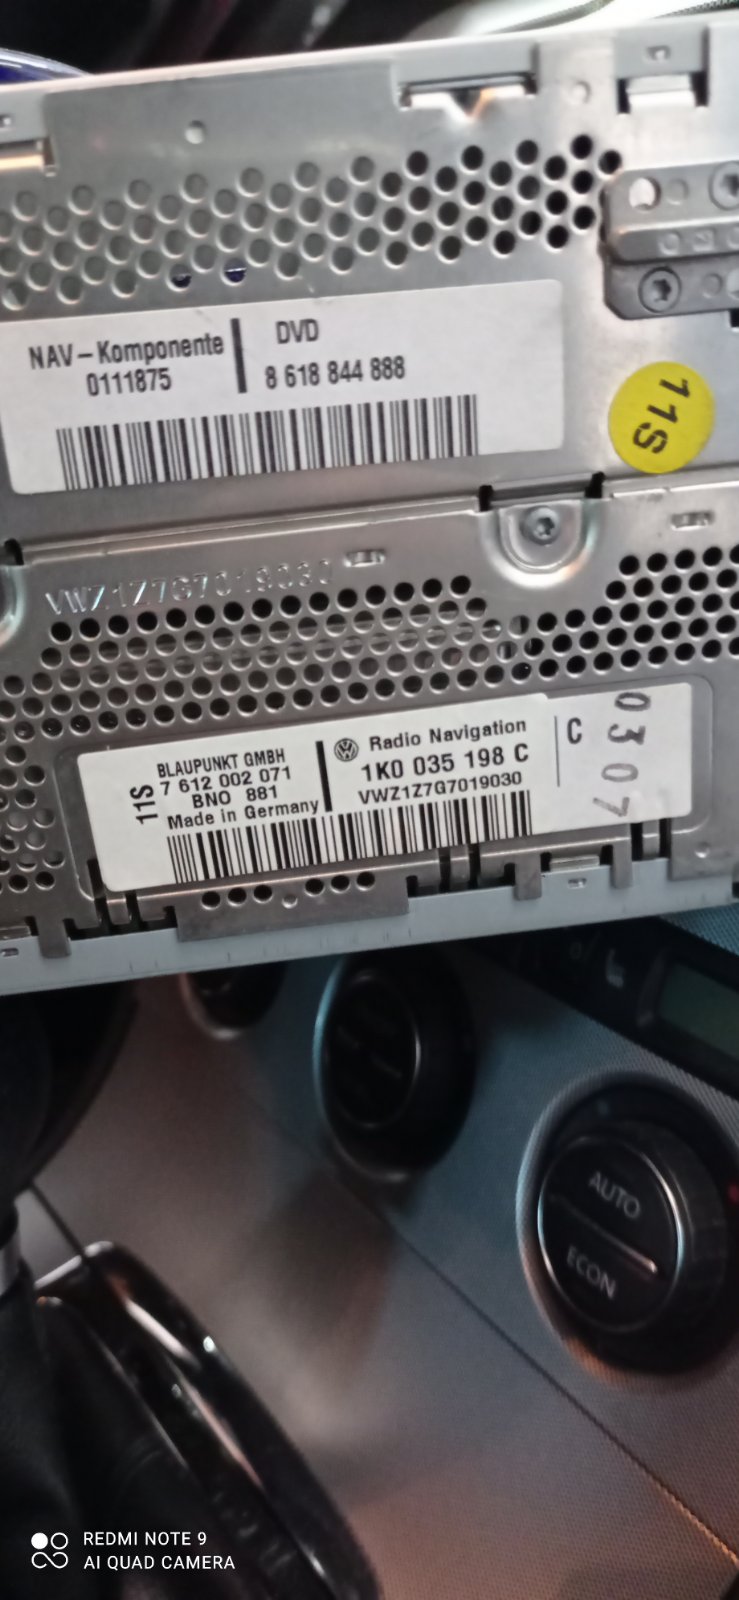 NAV-Komponente
0111875
DVD
8 618 844 888
11S
VWZ1Z7G7019030
11S
BLAUPUNKT GMBH
7 612 002 071
BNO 881
Made in Germany
Radio Navigation
1K0 035 198 C
VWZ1Z7G7019030
C
0307
AUTO
ECON
REDMI NOTE 9
AI QUAD CAMERA